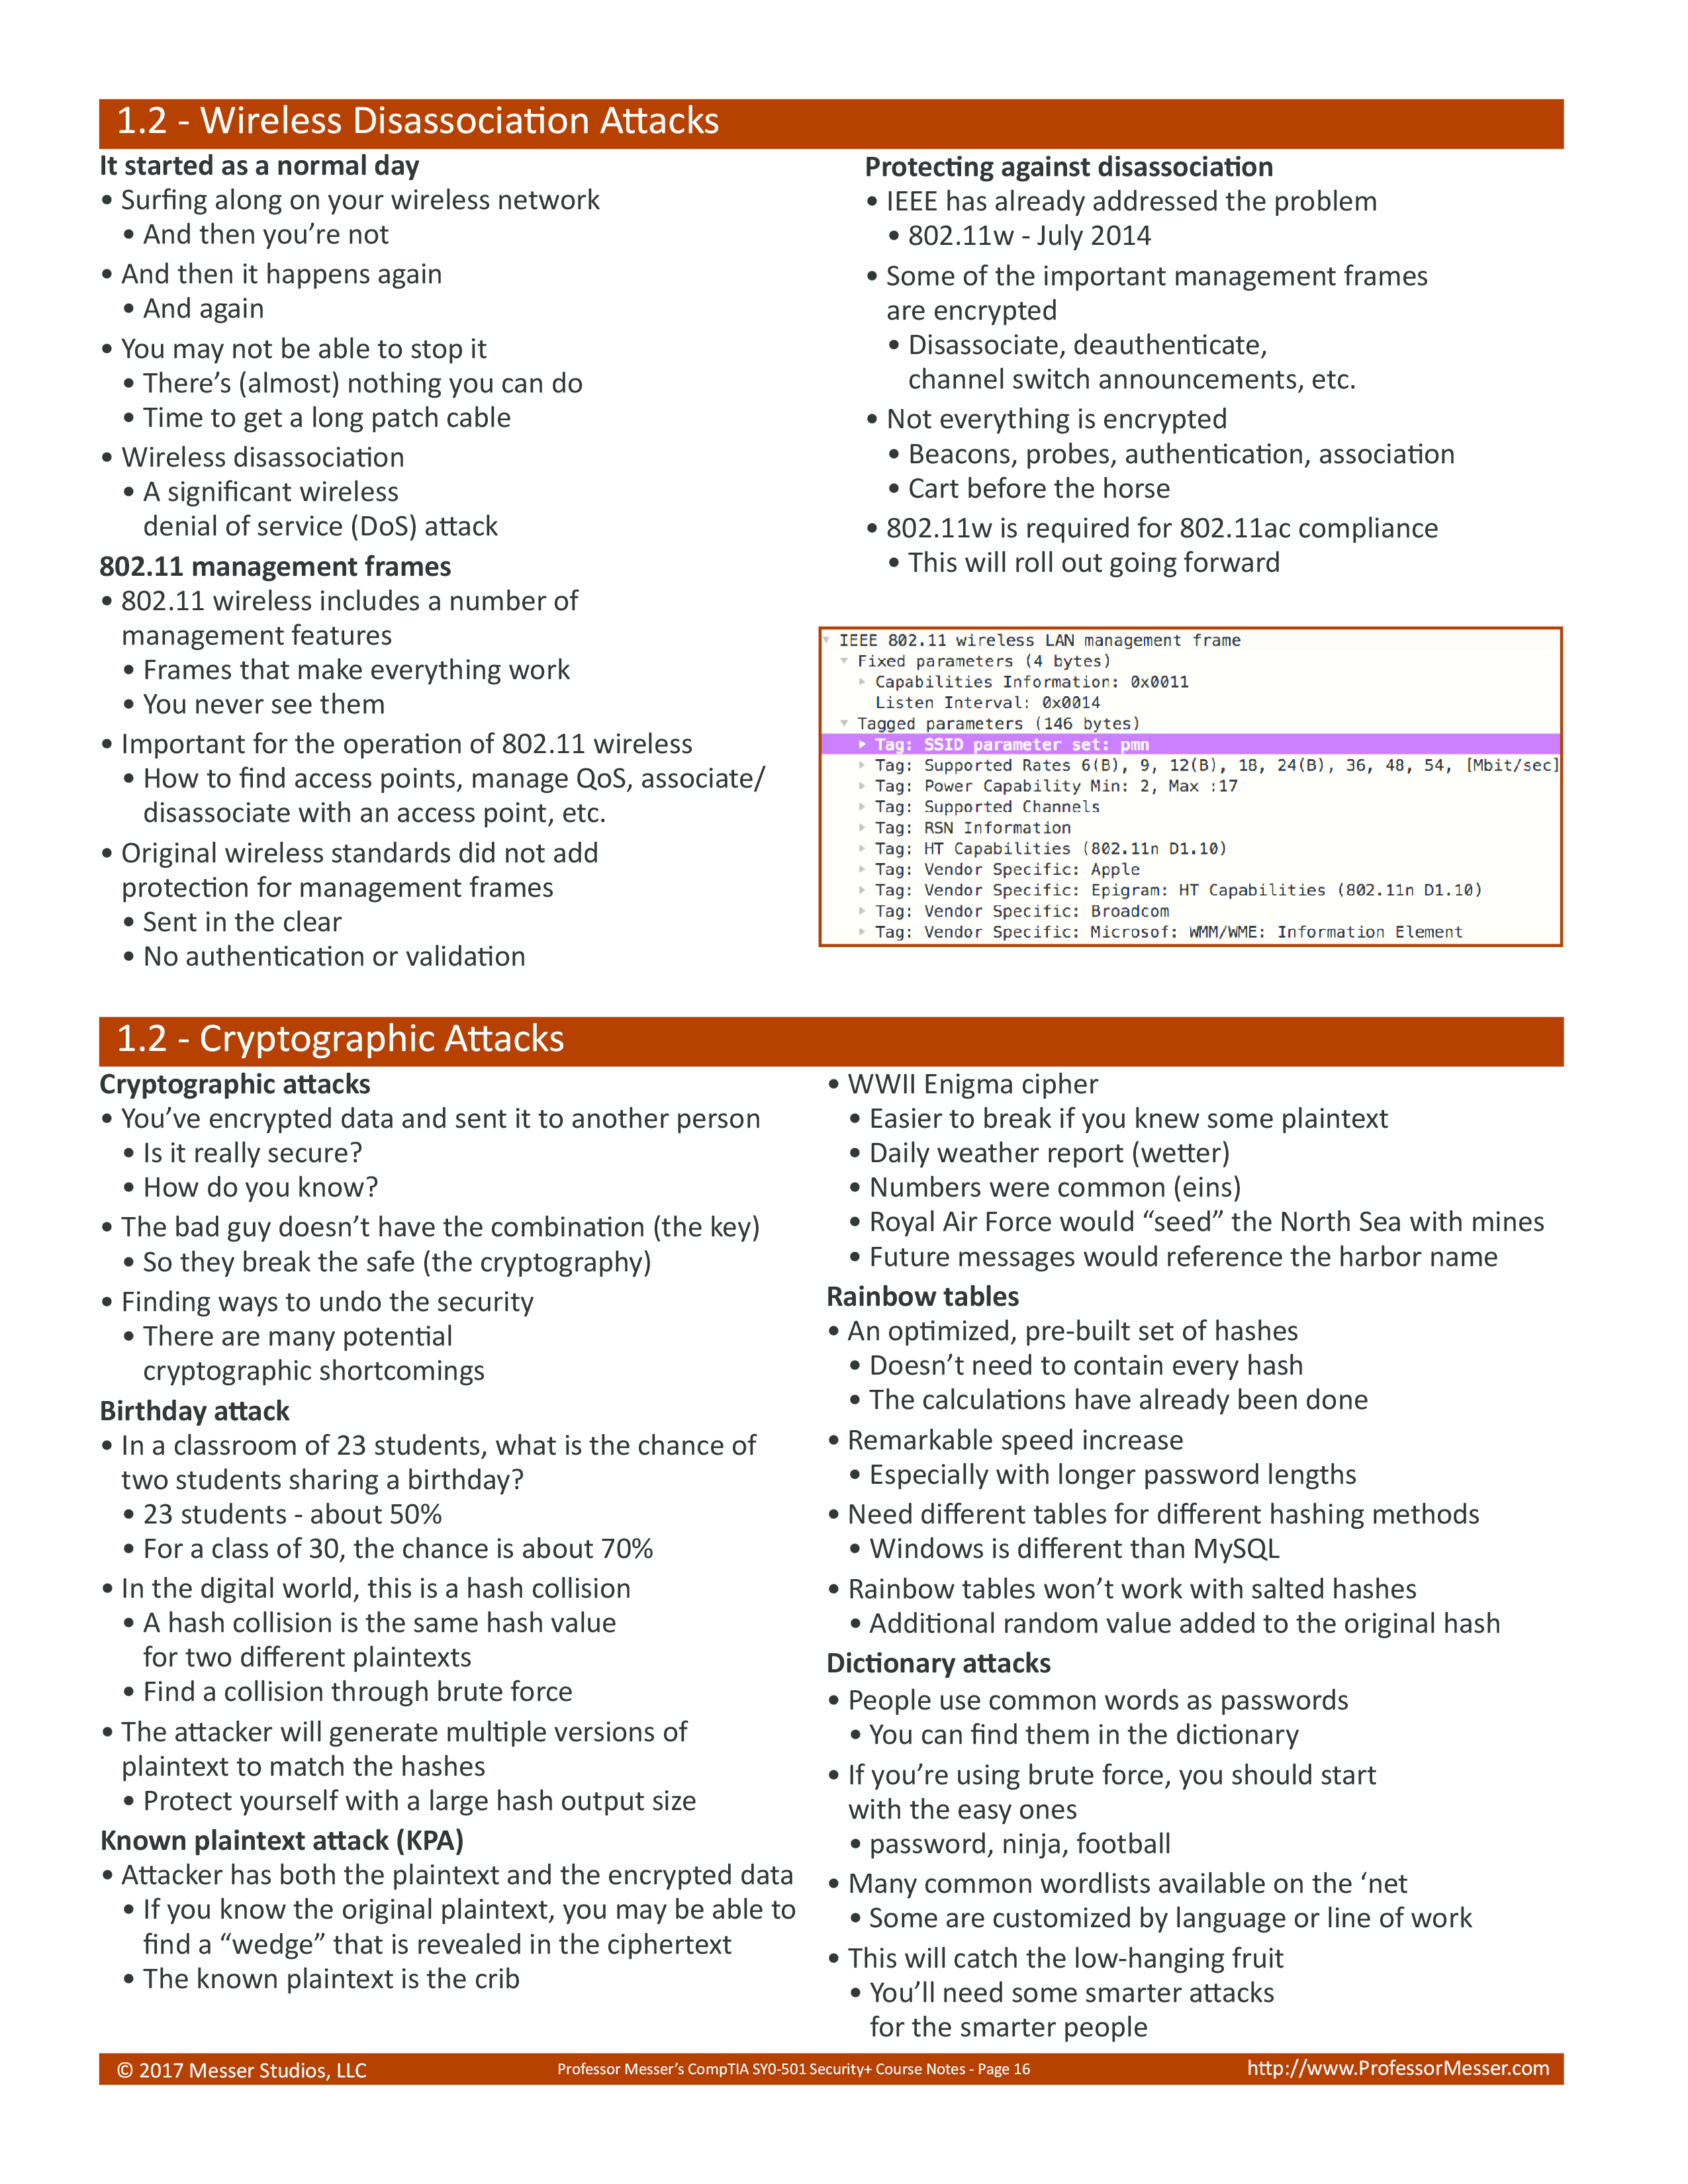 1.2 - Wireless Disassociation Attacks
It started as a normal day
• Surfing along on your wireless network
• And then you’re not
• And then it happens again
• And again
• You may not be able to stop it
• There’s (almost) nothing you can do
• Time to get a long patch cable
• Wireless disassociation
• A significant wireless
denial of service (DoS) attack
802.11 management frames
• 802.11 wireless includes a number of
management features
• Frames that make everything work
• You never see them
• Important for the operation of 802.11 wireless
• How to find access points, manage QoS, associate/
disassociate with an access point, etc.
• Original wireless standards did not add
protection for management frames
• Sent in the clear
• No authentication or validation
Protecting against disassociation
• IEEE has already addressed the problem
• 802.11w - July 2014
• Some of the important management frames
are encrypted
• Disassociate, deauthenticate,
channel switch announcements, etc.
• Not everything is encrypted
• Beacons, probes, authentication, association
• Cart before the horse
• 802.11w is required for 802.11ac compliance
• This will roll out going forward
IEEE 802.11 wireless LAN management frame
Fixed parameters (4 bytes)
Capabilities Information: 0x0011
Listen Interval: 0x0014
Tagged parameters (146 bytes)
Tag: SSID parameter set: pmn
Tag: Supported Rates 6(B), 9, 12(B), 18, 24(B), 36, 48, 54, [Mbit/sec]
Tag: Power Capability Min: 2, Max :17
Tag: Supported Channels
Tag: RSN Information
Tag: HT Capabilities (802.11n D1.10)
Tag: Vendor Specific: Apple
Tag: Vendor Specific: Epigram: HT Capabilities (802.11n D1.10)
Tag: Vendor Specific: Broadcom
Tag: Vendor Specific: Microsof: WMM/WME: Information Element
1.2 - Cryptographic Attacks
Cryptographic attacks
• You’ve encrypted data and sent it to another person
• Is it really secure?
• How do you know?
• The bad guy doesn’t have the combination (the key)
• So they break the safe (the cryptography)
• Finding ways to undo the security
• There are many potential
cryptographic shortcomings
Birthday attack
• In a classroom of 23 students, what is the chance of
two students sharing a birthday?
• 23 students - about 50%
• For a class of 30, the chance is about 70%
• In the digital world, this is a hash collision
• A hash collision is the same hash value
for two different plaintexts
• Find a collision through brute force
• The attacker will generate multiple versions of
plaintext to match the hashes
• Protect yourself with a large hash output size
Known plaintext attack (KPA)
• Attacker has both the plaintext and the encrypted data
• If you know the original plaintext, you may be able to
find a “wedge” that is revealed in the ciphertext
• The known plaintext is the crib
• WWII Enigma cipher
• Easier to break if you knew some plaintext
• Daily weather report (wetter)
• Numbers were common (eins)
• Royal Air Force would “seed” the North Sea with mines
• Future messages would reference the harbor name
Rainbow tables
• An optimized, pre-built set of hashes
• Doesn’t need to contain every hash
• The calculations have already been done
• Remarkable speed increase
• Especially with longer password lengths
• Need different tables for different hashing methods
• Windows is different than MySQL
• Rainbow tables won’t work with salted hashes
• Additional random value added to the original hash
Dictionary attacks
• People use common words as passwords
• You can find them in the dictionary
• If you’re using brute force, you should start
with the easy ones
• password, ninja, football
• Many common wordlists available on the ‘net
• Some are customized by language or line of work
• This will catch the low-hanging fruit
• You’ll need some smarter attacks
for the smarter people
© 2017 Messer Studios, LLC
Professor Messer’s CompTIA SY0-501 Security+ Course Notes - Page 16
http://www.ProfessorMesser.com